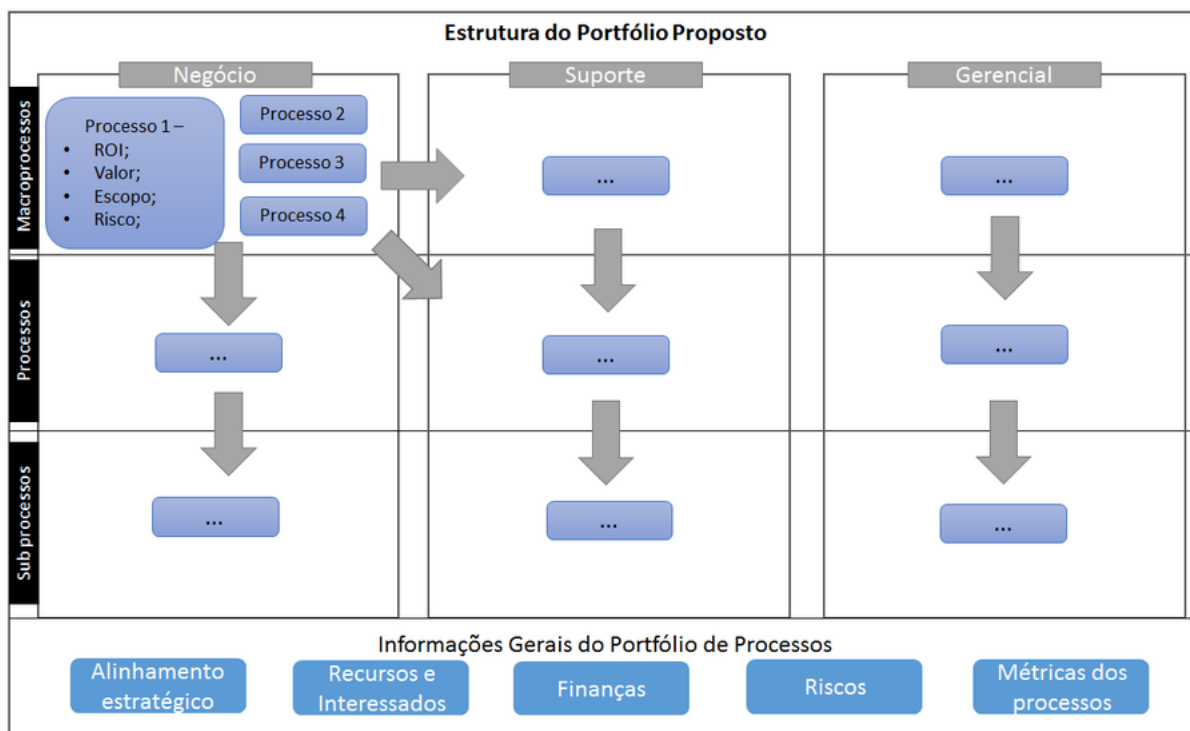 Estrutura do Portfólio Proposto
Negócio
Suporte
Gerencial
Macroprocessos
Processo 1 –
• ROI;
• Valor;
• Escopo;
• Risco;
Processo 2
Processo 3
Processo 4
...
...
Processos
...
...
...
Sub processos
...
...
...
Informações Gerais do Portfólio de Processos
Alinhamento
estratégico
Recursos e
Interessados
Finanças
Riscos
Métricas dos
processos